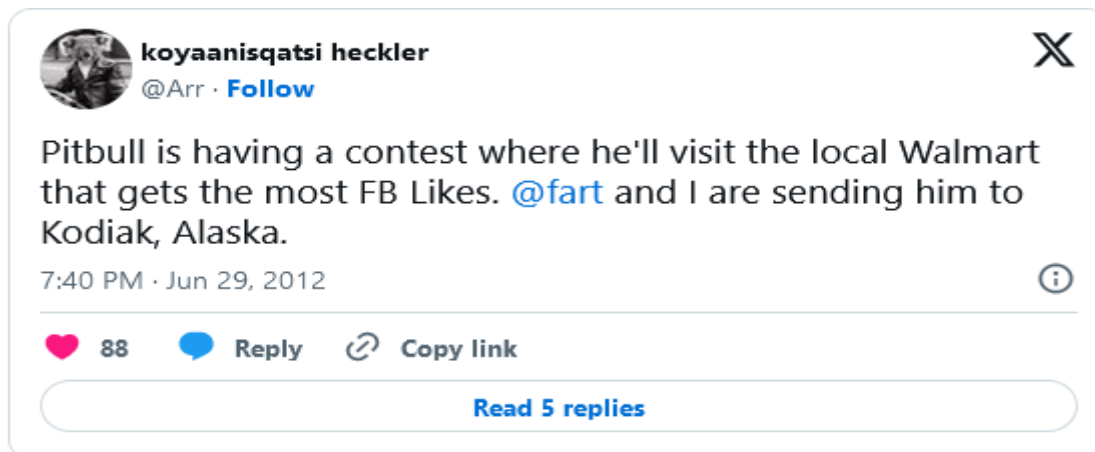 koyaanisqatsi heckler
@Arr · Follow
Pitbull is having a contest where he'll visit the local Walmart
that gets the most FB Likes. @fart and I are sending him to
Kodiak, Alaska.
7:40 PM · Jun 29, 2012
88 Reply Copy link
Read 5 replies